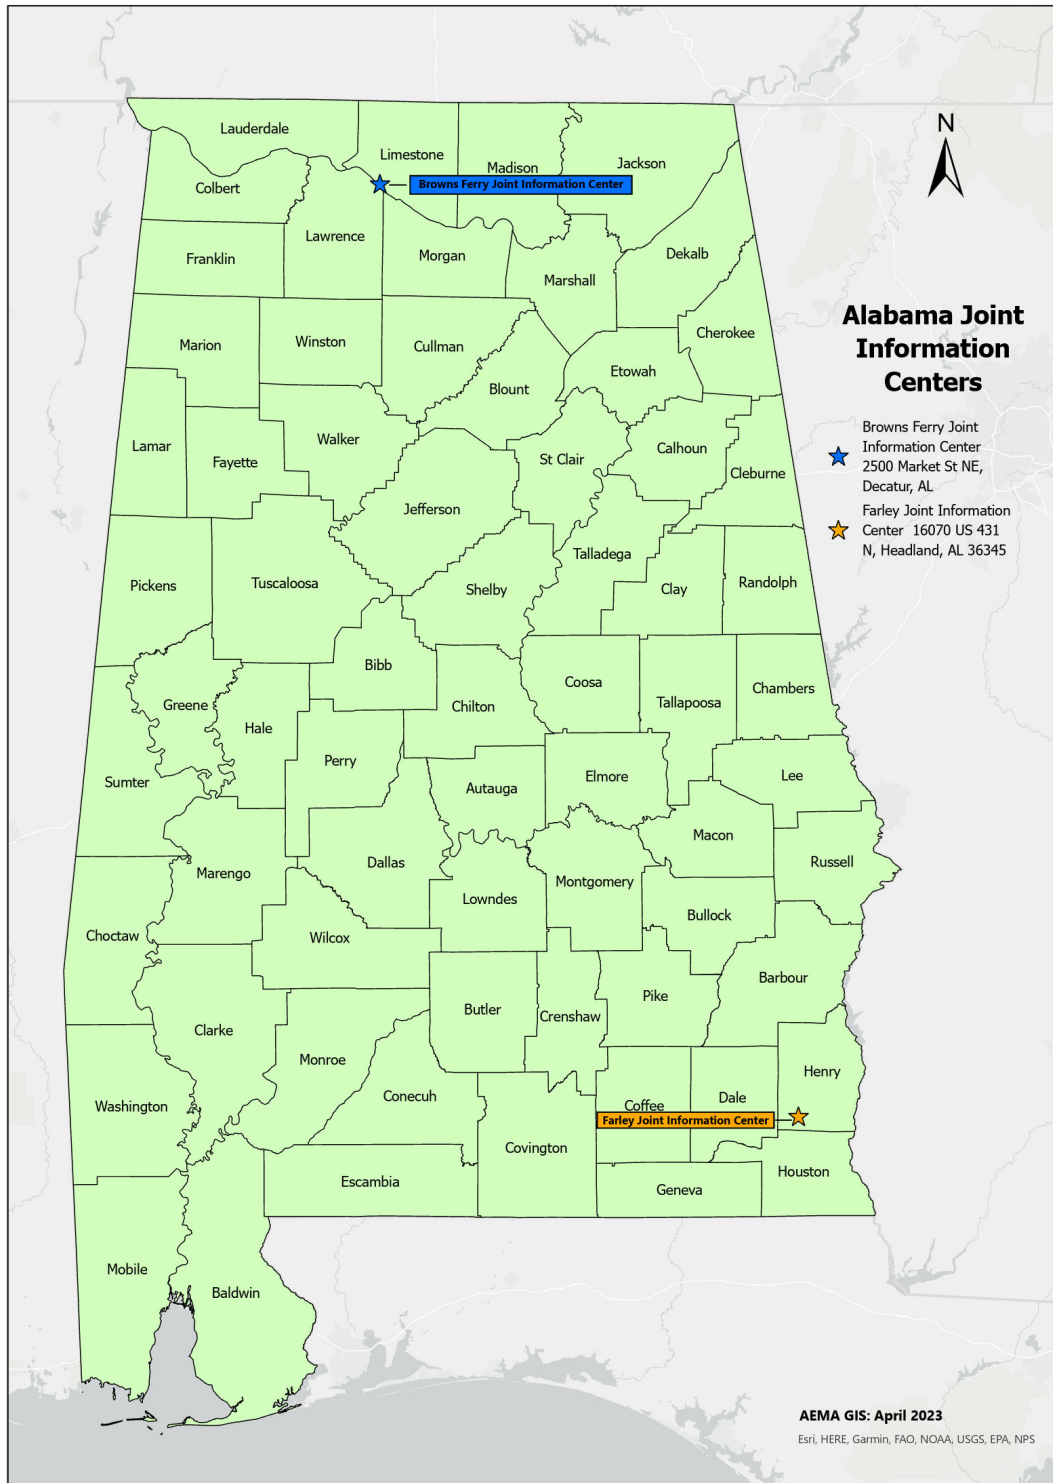 N
Lauderdale
Limestone
Madison
Jackson
Colbert
Browns Ferry Joint Information Center
Lawrence
Franklin
Morgan
Dekalb
Marshall
Alabama Joint
Information
Centers
Marion
Winston
Cullman
Cherokee
Etowah
Blount
Browns Ferry Joint
Information Center
2500 Market St NE,
Decatur, AL
Farley Joint Information
Center 16070 US 431
N, Headland, AL 36345
Lamar
Walker
Fayette
St Clair
Calhoun
Cleburne
Jefferson
Talladega
Pickens
Tuscaloosa
Shelby
Clay
Randolph
Bibb
Coosa
Chambers
Greene
Hale
Chilton
Tallapoosa
Sumter
Perry
Autauga
Elmore
Lee
Macon
Marengo
Dallas
Russell
Montgomery
Lowndes
Bullock
Choctaw
Wilcox
Barbour
Pike
Butler
Crenshaw
Clarke
Monroe
Henry
Washington
Conecuh
Coffee
Dale
Farley Joint Information Center
Covington
Escambia
Geneva
Houston
Mobile
Baldwin
AEMA GIS: April 2023
Esri, HERE, Garmin, FAO, NOAA, USGS, EPA, NPS